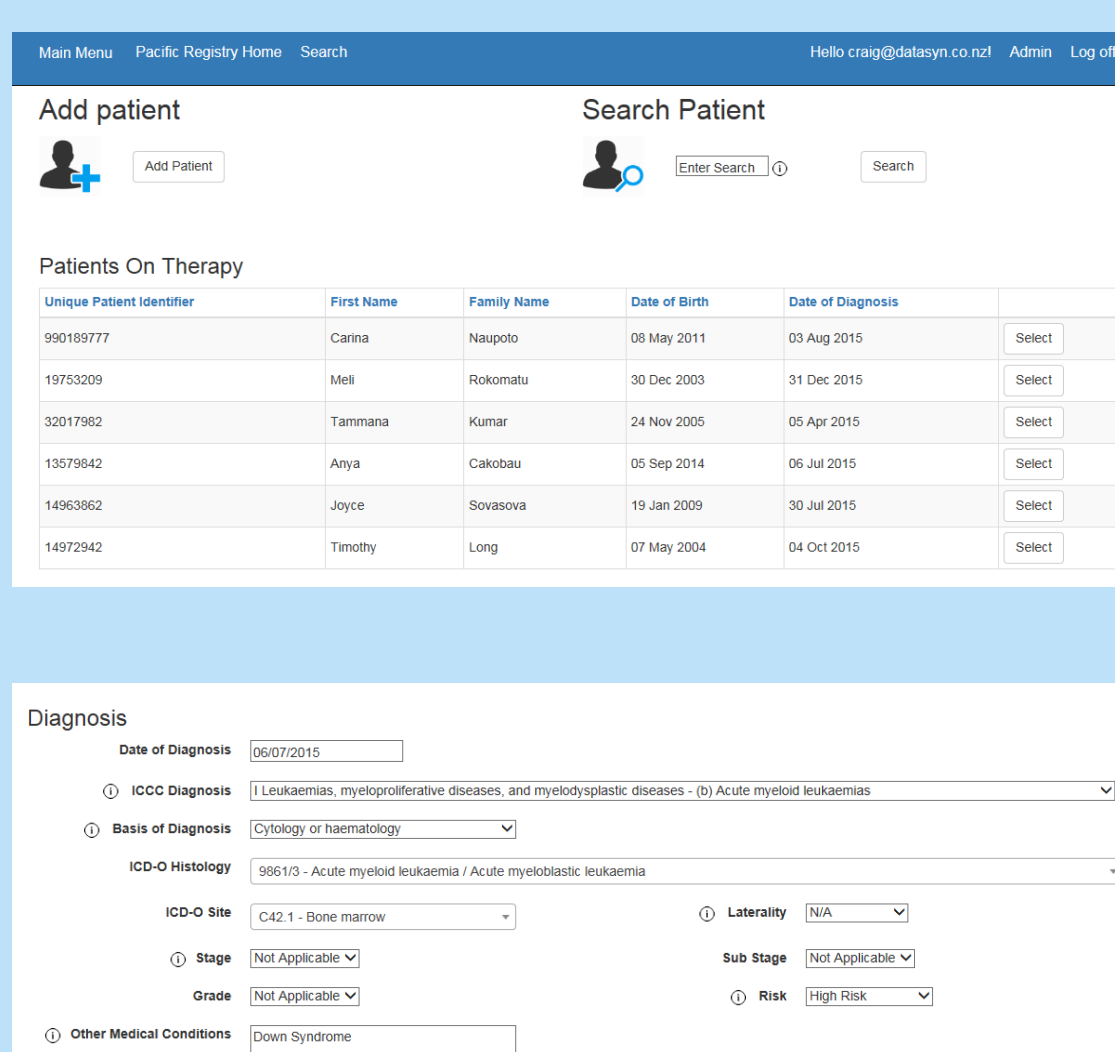 Main Menu Pacific Registry Home Search Hello craig@datasyn.co.nz! Admin Log off
Add patient Search Patient
Add Patient Enter Search Search
Patients On Therapy
Unique Patient Identifier First Name Family Name Date of Birth Date of Diagnosis
990189777 Carina Naupoto 08 May 2011 03 Aug 2015 Select
19753209 Meli Rokomatu 30 Dec 2003 31 Dec 2015 Select
32017982 Tammana Kumar 24 Nov 2005 05 Apr 2015 Select
13579842 Anya Cakobau 05 Sep 2014 06 Jul 2015 Select
14963862 Joyce Sovasova 19 Jan 2009 30 Jul 2015 Select
14972942 Timothy Long 07 May 2004 04 Oct 2015 Select
Diagnosis
Date of Diagnosis 06/07/2015
ICCC Diagnosis I Leukaemias, myeloproliferative diseases, and myelodysplastic diseases - (b) Acute myeloid leukaemias
Basis of Diagnosis Cytology or haematology
ICD-O Histology 9861/3 - Acute myeloid leukaemia / Acute myeloblastic leukaemia
ICD-O Site C42.1 - Bone marrow Laterality N/A
Stage Not Applicable Sub Stage Not Applicable
Grade Not Applicable Risk High Risk
Other Medical Conditions Down Syndrome